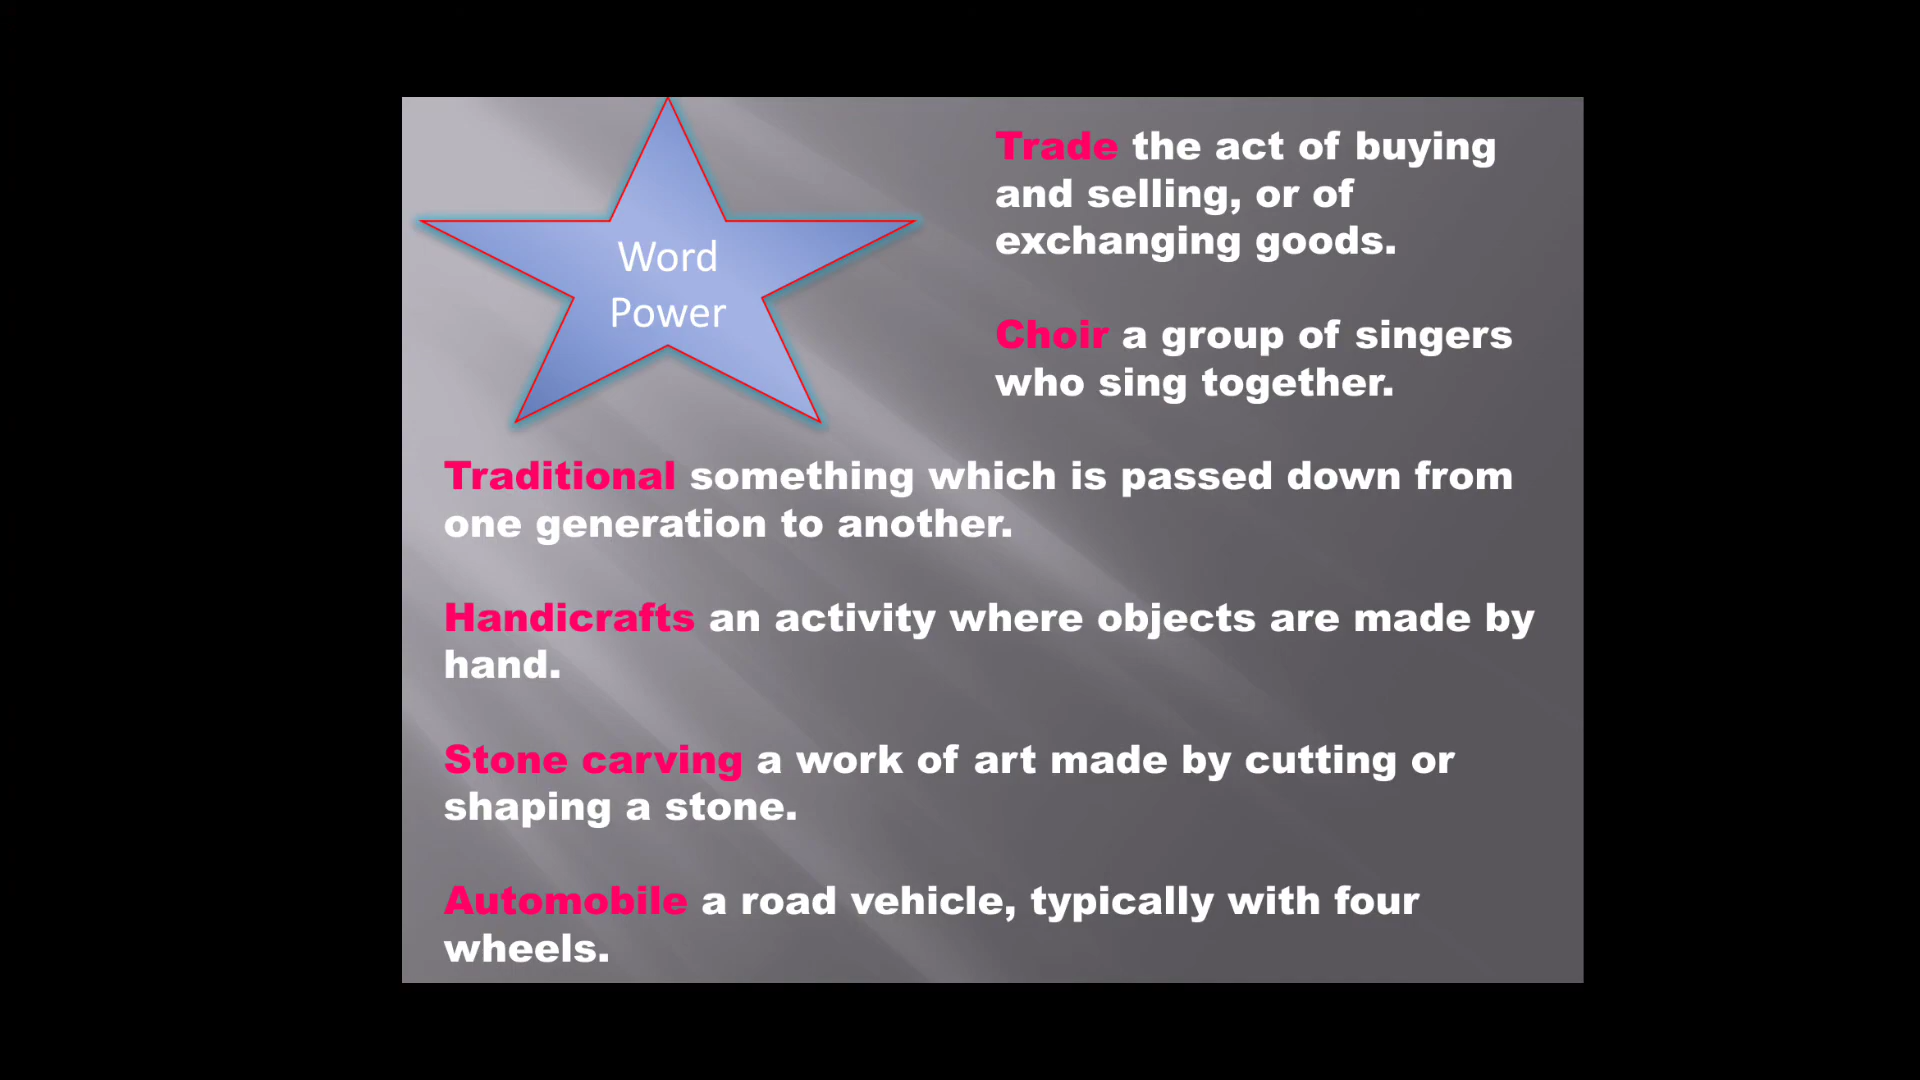 Word
Power
Trade the act of buying
and selling, or of
exchanging goods.
Choir a group of singers
who sing together.
Traditional something which is passed down from
one generation to another.
Handicrafts an activity where objects are made by
hand.
Stone carving a work of art made by cutting or
shaping a stone.
Automobile a road vehicle, typically with four
wheels.